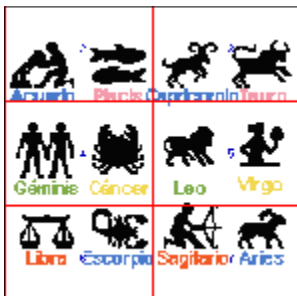 Acuario Piscis Capricornio Tauro
Géminis Cáncer Leo Virgo
Libra Escorpio Sagitario Aries